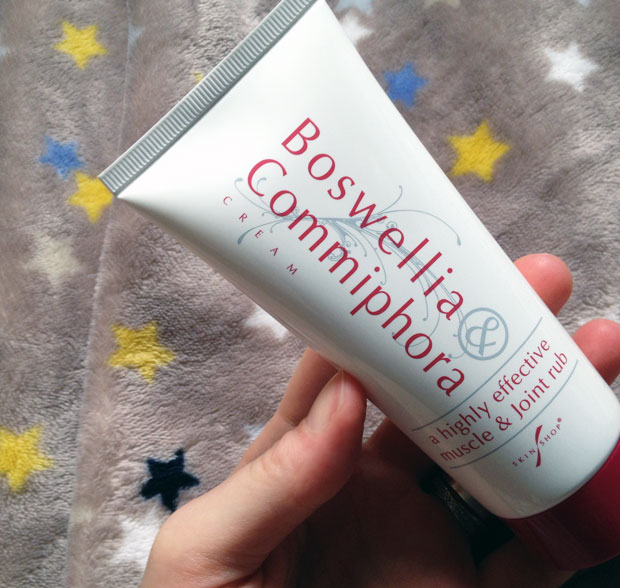 Boswellia &
Commiphora
CREAM
a highly effective
muscle & Joint rub
SKIN SHOP®